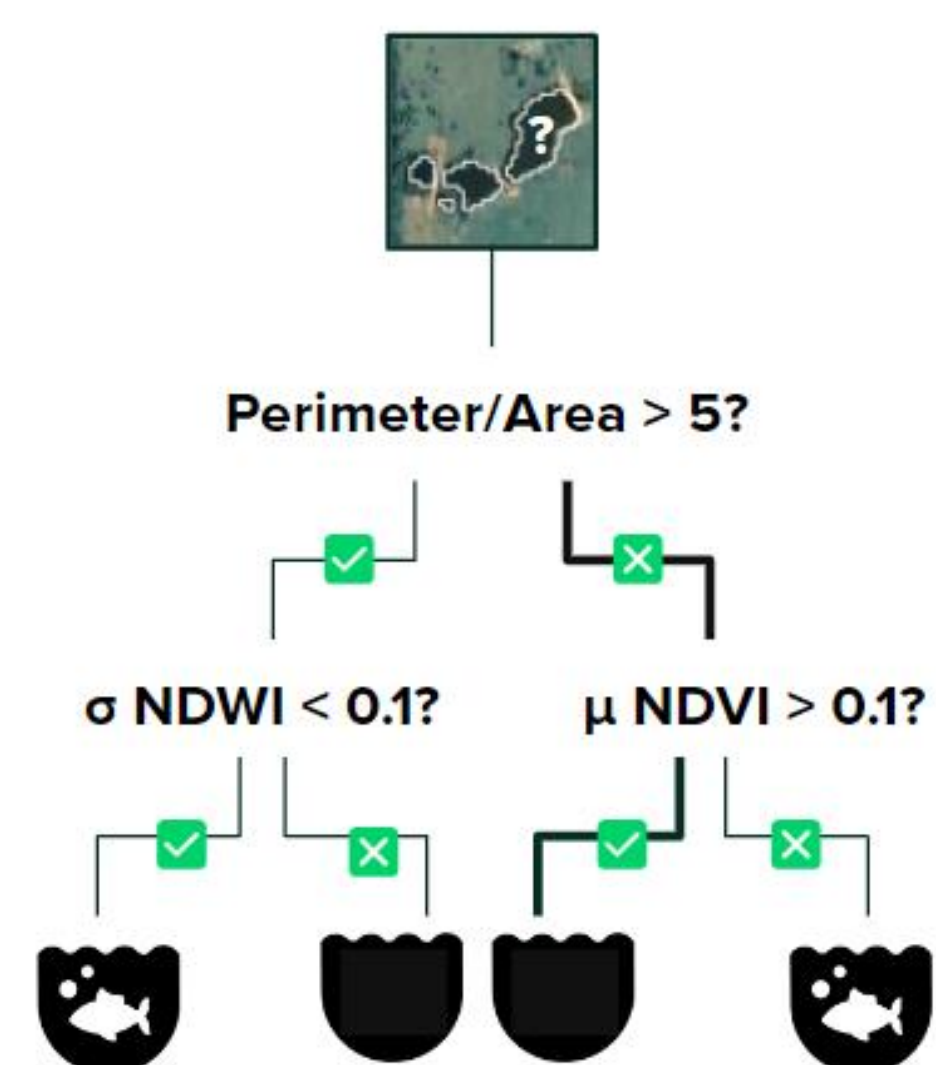 ?
Perimeter/Area > 5?
σ NDWI < 0.1?
μ NDVI > 0.1?